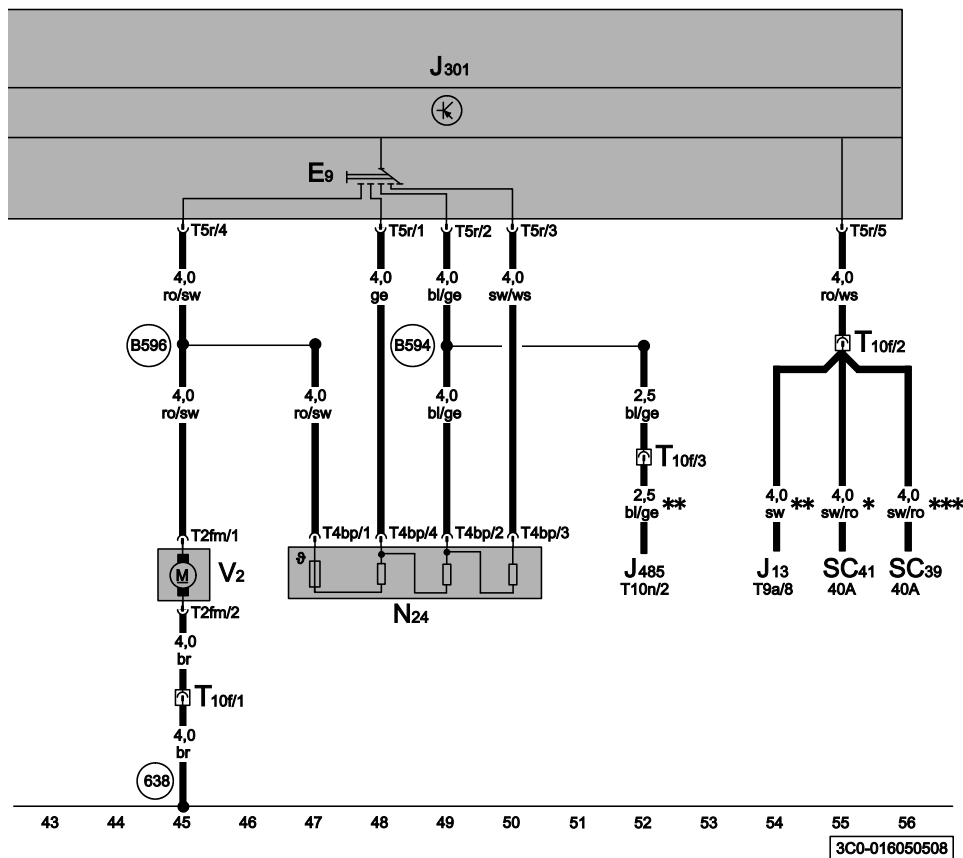 J301
E9
T5r/4 T5r/1 T5r/2 T5r/3 T5r/5
4,0 4,0 4,0 4,0 4,0
ro/sw ge bl/ge sw/ws ro/ws
B596 B594 T10f/2
4,0 4,0 4,0 2,5
ro/sw ro/sw bl/ge bl/ge
T10f/3
2,5 4,0 4,0 4,0
bl/ge ** sw ** sw/ro * sw/ro ***
T2fm/1 T4bp/1 T4bp/4 T4bp/2 T4bp/3
ϑ
M V2 J485 J13 SC41 SC39
T10n/2 T9a/8 40A 40A
N24
T2fm/2
4,0
br
T10f/1
4,0
br
638
43 44 45 46 47 48 49 50 51 52 53 54 55 56
3C0-016050508